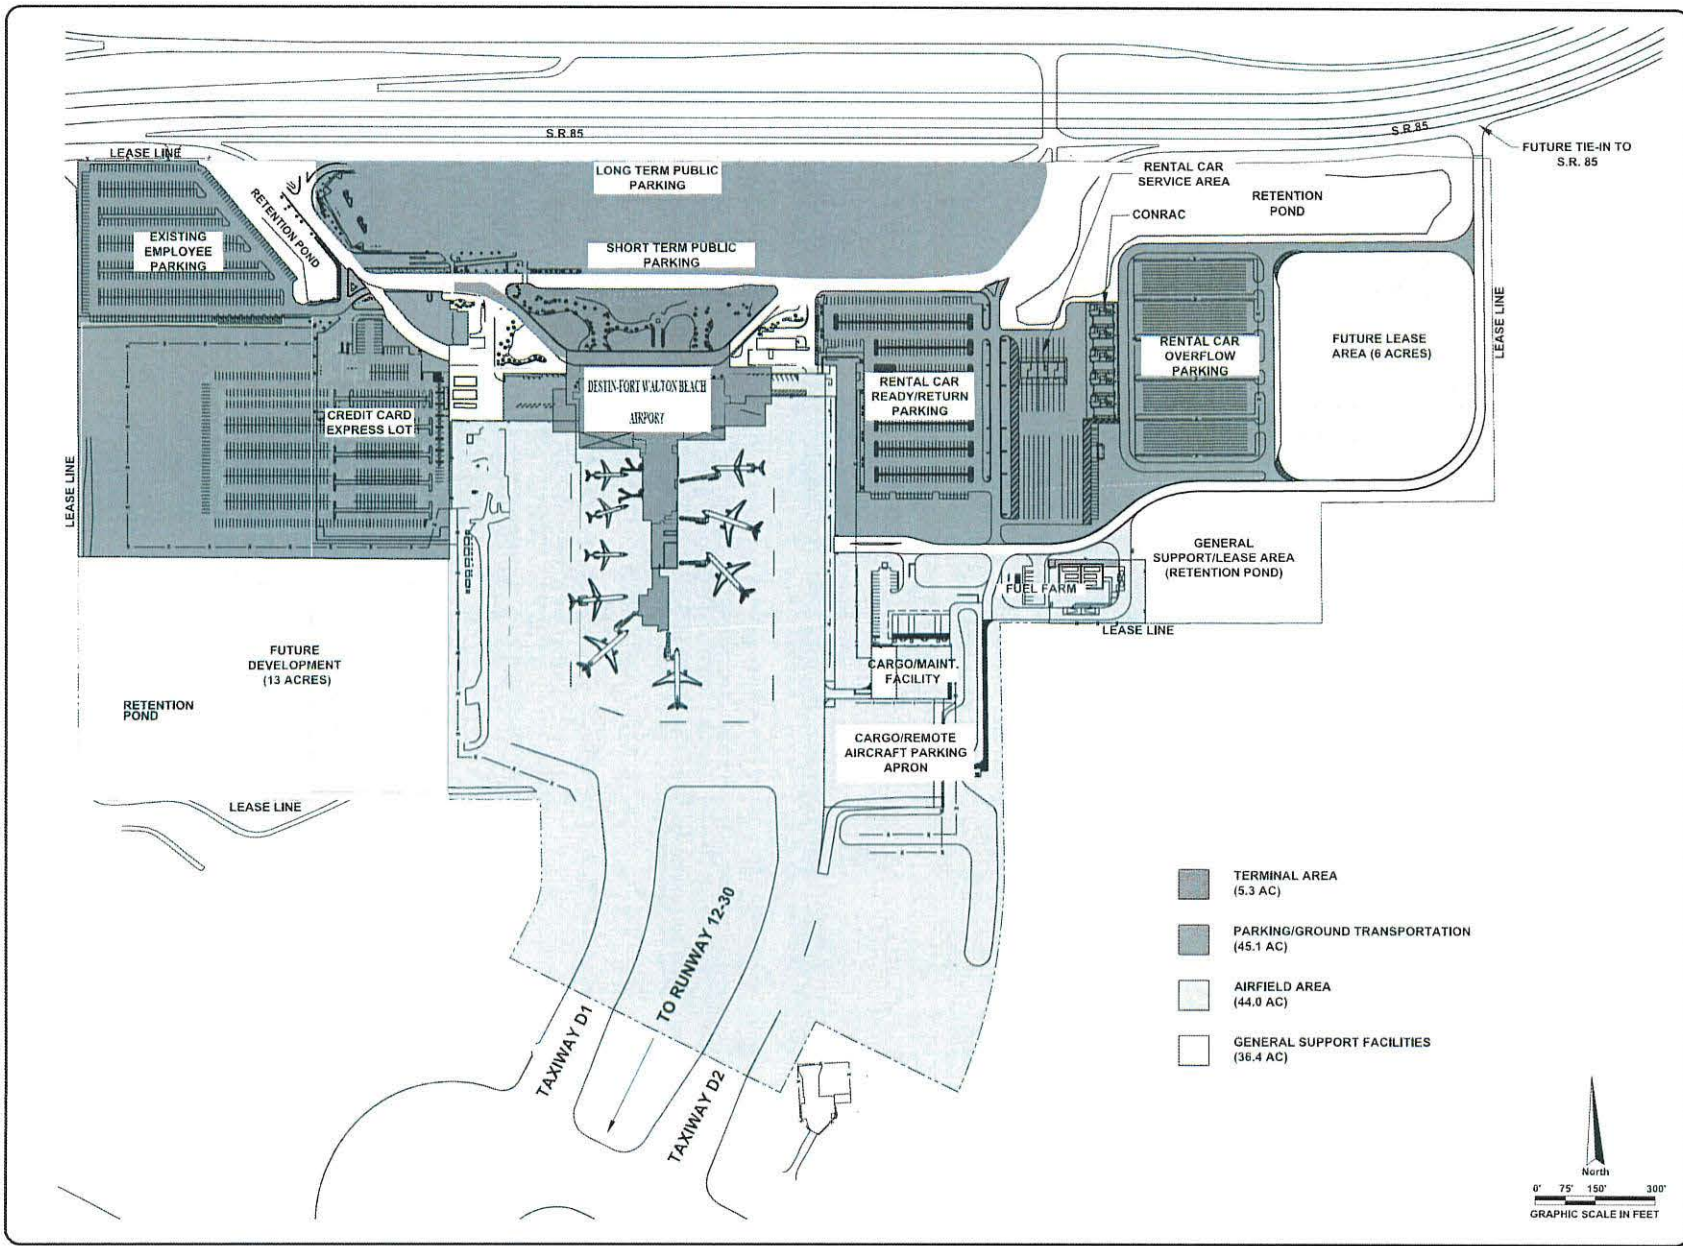 S.R.85
S.R.85
FUTURE TIE-IN TO
S.R. 85
LEASE LINE
LONG TERM PUBLIC
PARKING
RENTAL CAR
SERVICE AREA
RETENTION
POND
CONRAC
RETENTION POND
EXISTING
EMPLOYEE
PARKING
SHORT TERM PUBLIC
PARKING
LEASE LINE
RENTAL CAR
OVERFLOW
PARKING
FUTURE LEASE
AREA (6 ACRES)
DESTIN-FORT WALTON BEACH
AIRPORT
RENTAL CAR
READY/RETURN
PARKING
CREDIT CARD
EXPRESS LOT
LEASE LINE
GENERAL
SUPPORT/LEASE AREA
(RETENTION POND)
FUEL FARM
LEASE LINE
FUTURE
DEVELOPMENT
(13 ACRES)
RETENTION
POND
CARGO/MAINT.
FACILITY
CARGO/REMOTE
AIRCRAFT PARKING
APRON
LEASE LINE
TERMINAL AREA
(5.3 AC)
PARKING/GROUND TRANSPORTATION
(45.1 AC)
AIRFIELD AREA
(44.0 AC)
GENERAL SUPPORT FACILITIES
(36.4 AC)
TO RUNWAY 12-30
TAXIWAY D1
TAXIWAY D2
North
0' 75' 150' 300'
GRAPHIC SCALE IN FEET